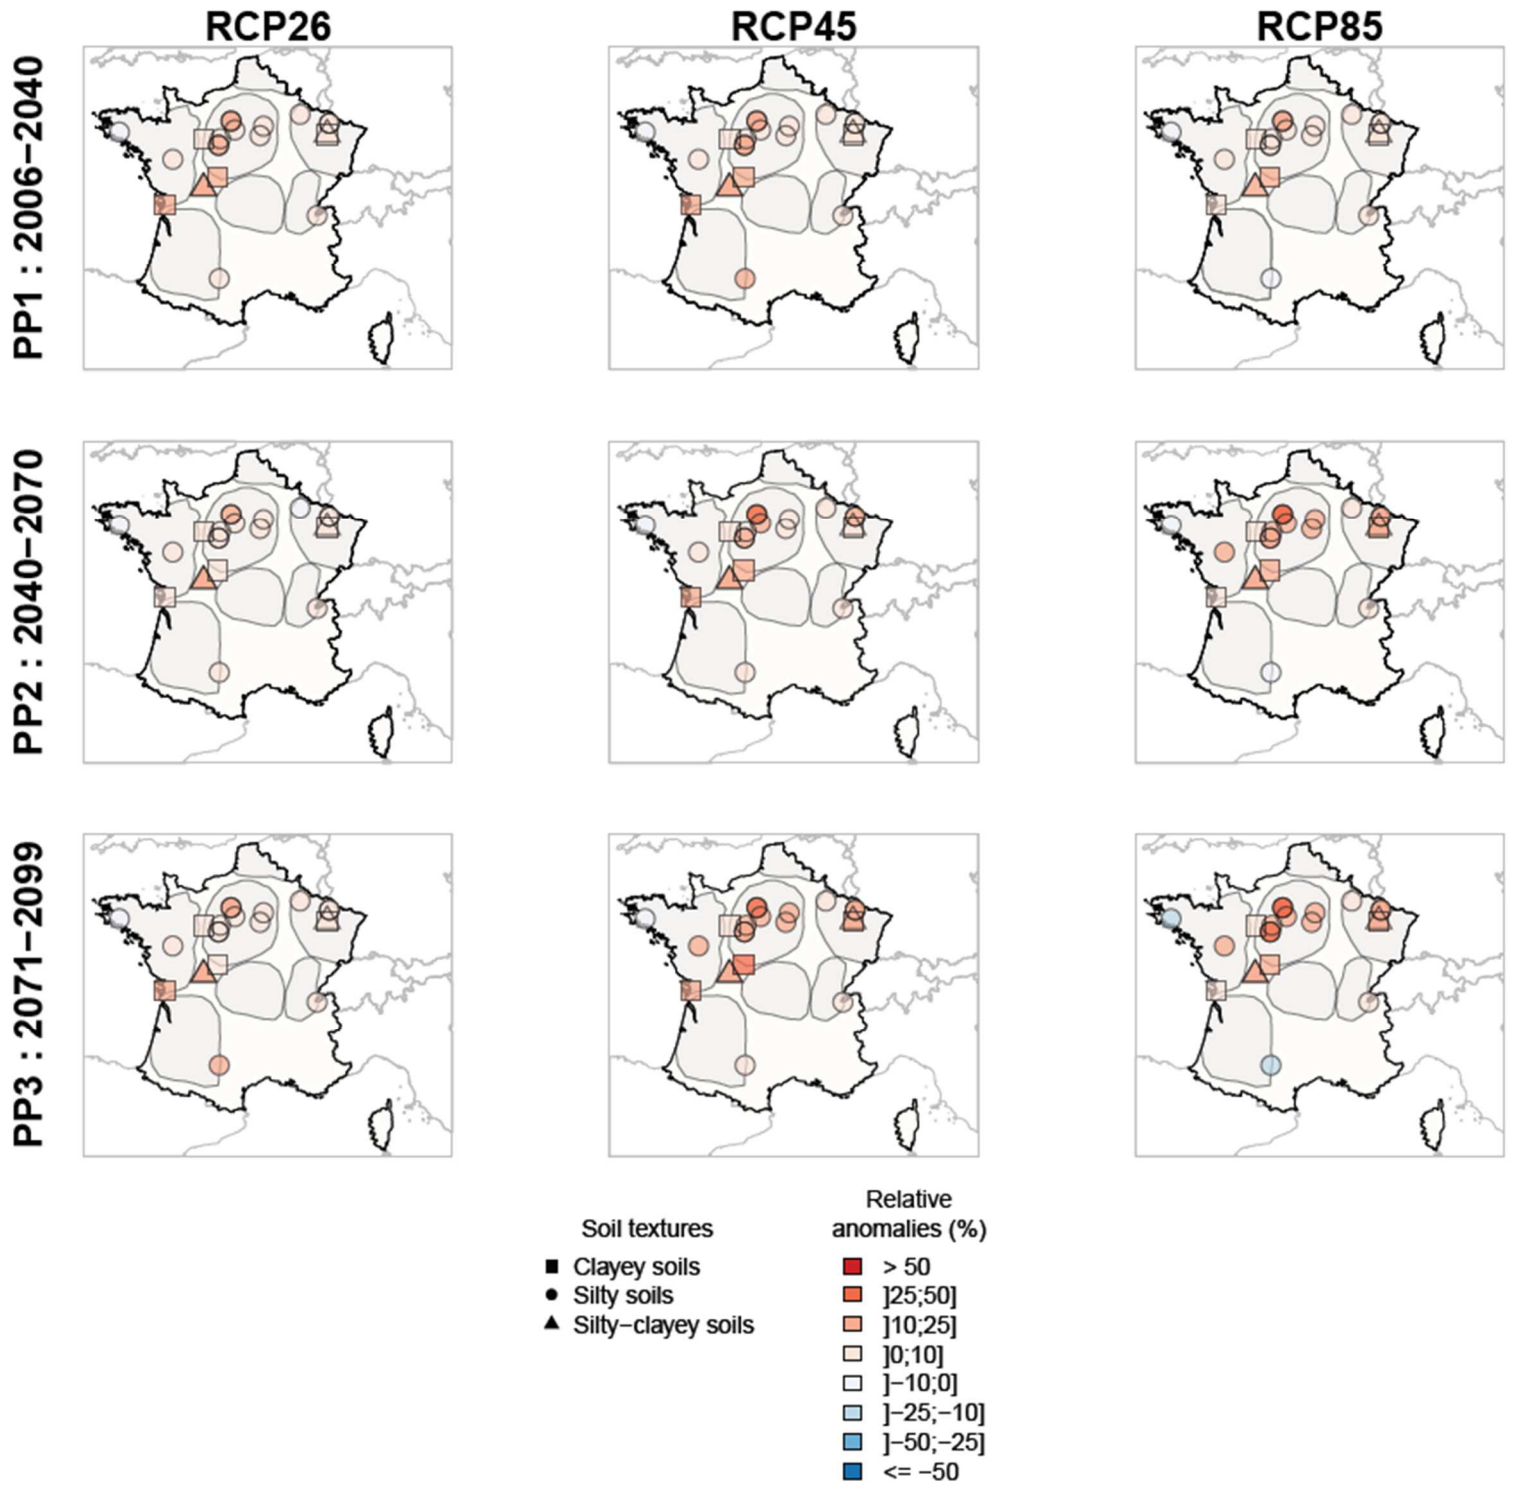 RCP26
RCP45
RCP85
PP1 : 2006−2040
PP2 : 2040−2070
PP3 : 2071−2099
Soil textures
Clayey soils
Silty soils
Silty−clayey soils
Relative
anomalies (%)
> 50
]25;50]
]10;25]
]0;10]
]−10;0]
]−25;−10]
]−50;−25]
<= −50